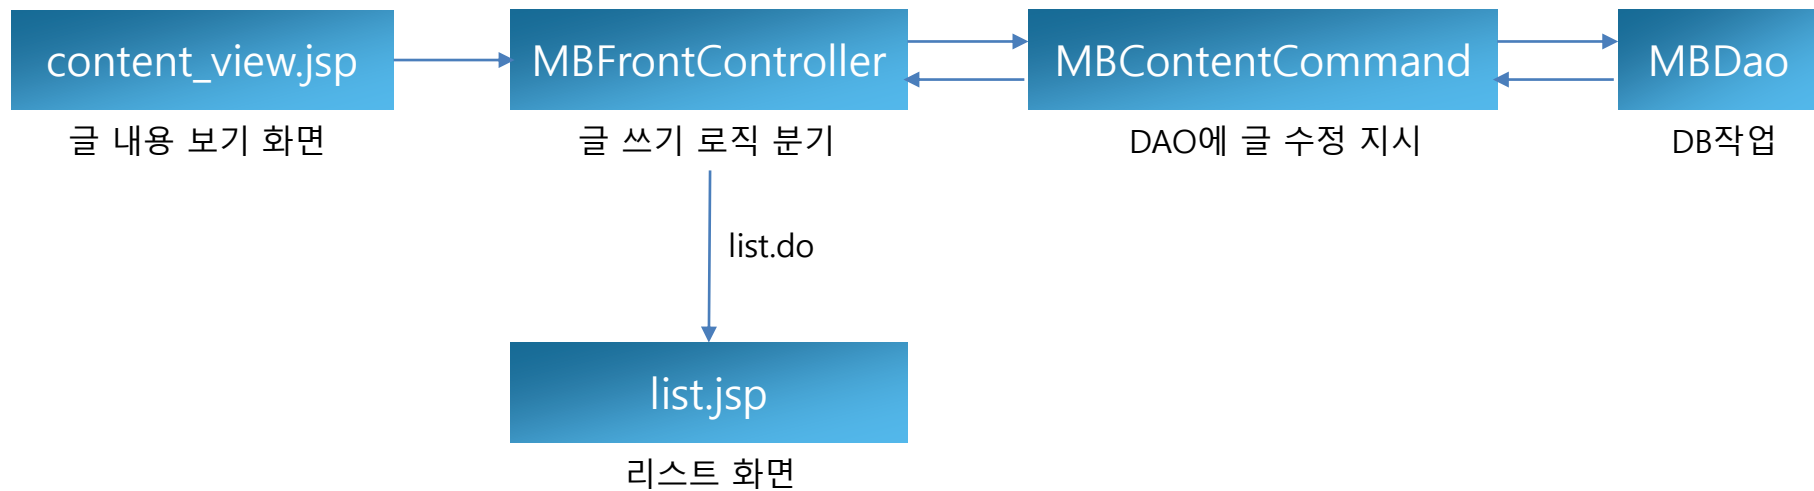 content_view.jsp
MBFrontController
MBContentCommand
MBDao
글 내용 보기 화면
글 쓰기 로직 분기
DAO에 글 수정 지시
DB작업
list.do
list.jsp
리스트 화면